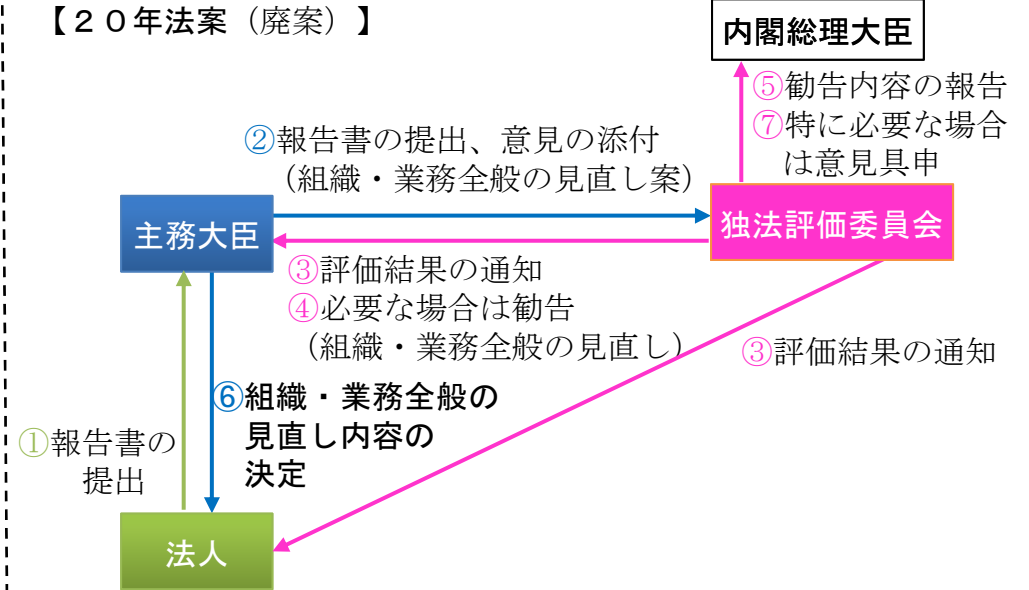 【２０年法案（廃案）】
内閣総理大臣
⑤勧告内容の報告
⑦特に必要な場合
は意見具申
②報告書の提出、意見の添付
（組織・業務全般の見直し案）
主務大臣
独法評価委員会
③評価結果の通知
④必要な場合は勧告
（組織・業務全般の見直し）
③評価結果の通知
⑥組織・業務全般の
見直し内容の
決定
①報告書の
提出
法人